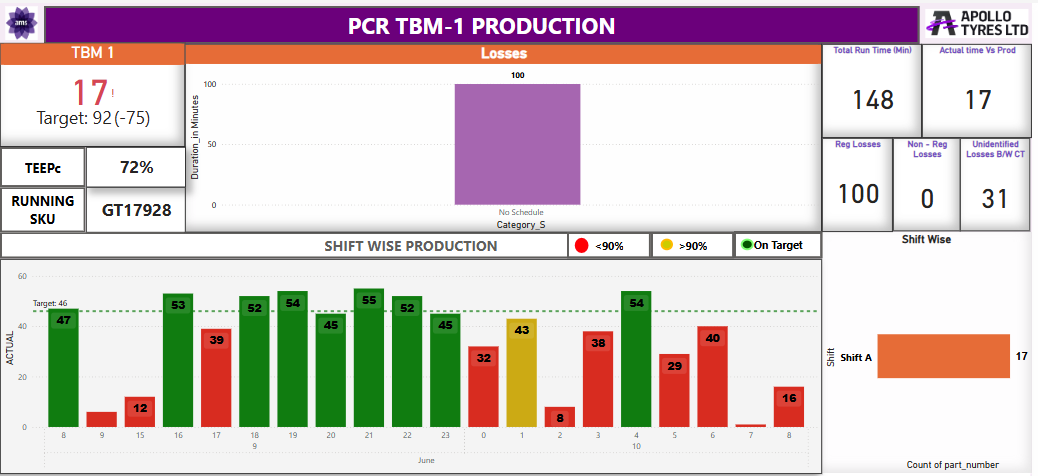 ams
PCR TBM-1 PRODUCTION
APOLLO
TYRES LTD
TBM 1
17!
Target: 92 (-75)
TEEPc
72%
RUNNING
SKU
GT17928
Losses
Duration_in Minutes
100
50
0
100
No Schedule
Category_S
Total Run Time (Min)
148
Actual time Vs Prod
17
Reg Losses
100
Non - Reg
Losses
0
Unidentified
Losses B/W CT
31
SHIFT WISE PRODUCTION
<90%
>90%
On Target
ACTUAL
60
40
20
0
Target: 46
47
12
53
39
52
54
45
55
52
45
32
43
8
38
54
29
40
16
8 9 15 16 17 18 19 20 21 22 23 0 1 2 3 4 5 6 7 8
9 10
June
Shift Wise
Shift
Shift A
17
Count of part_number